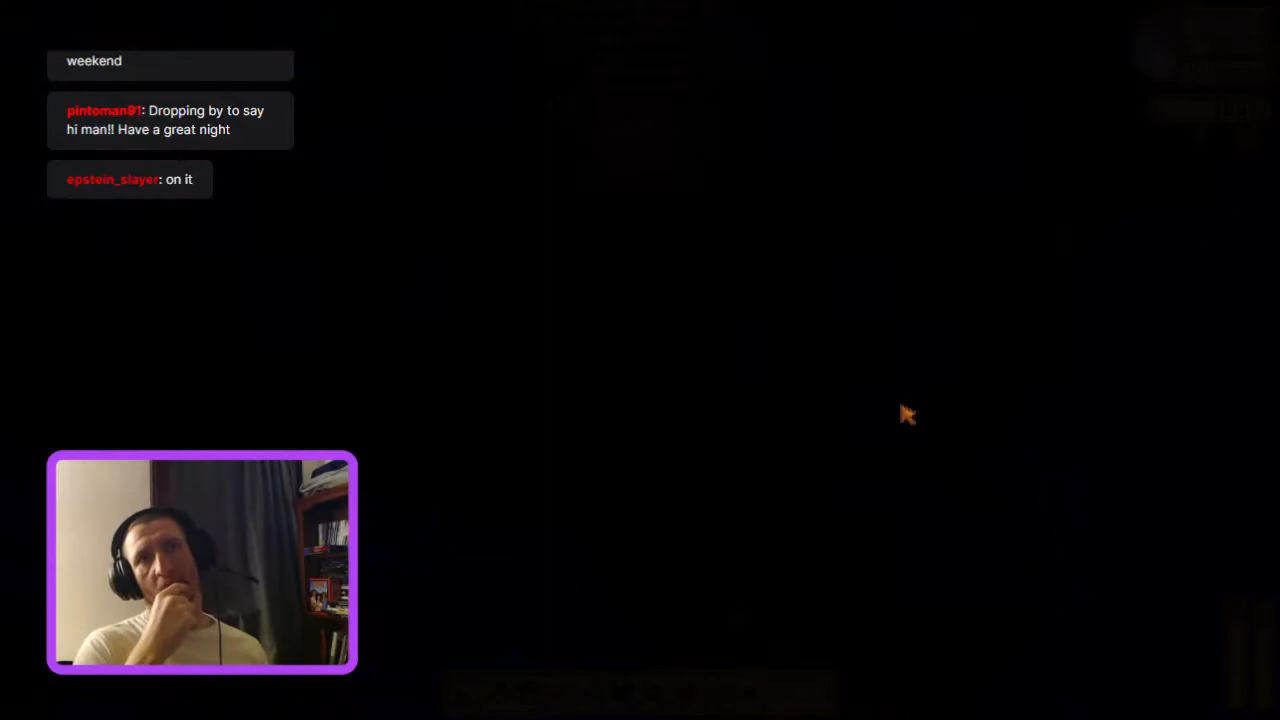 weekend
pintoman91: Dropping by to say
hi man!! Have a great night
epstein_slayer: on it